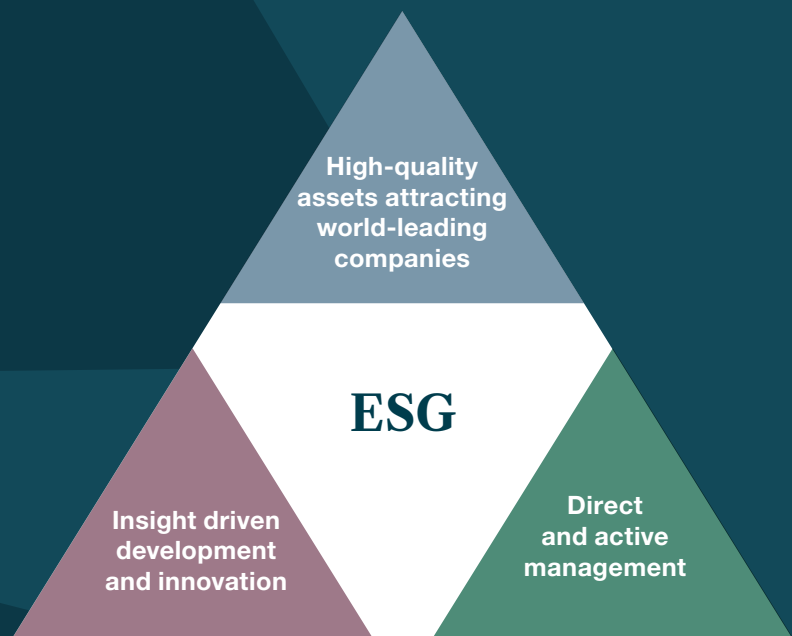 High-quality
assets attracting
world-leading
companies
ESG
Insight driven
development
and innovation
Direct
and active
management